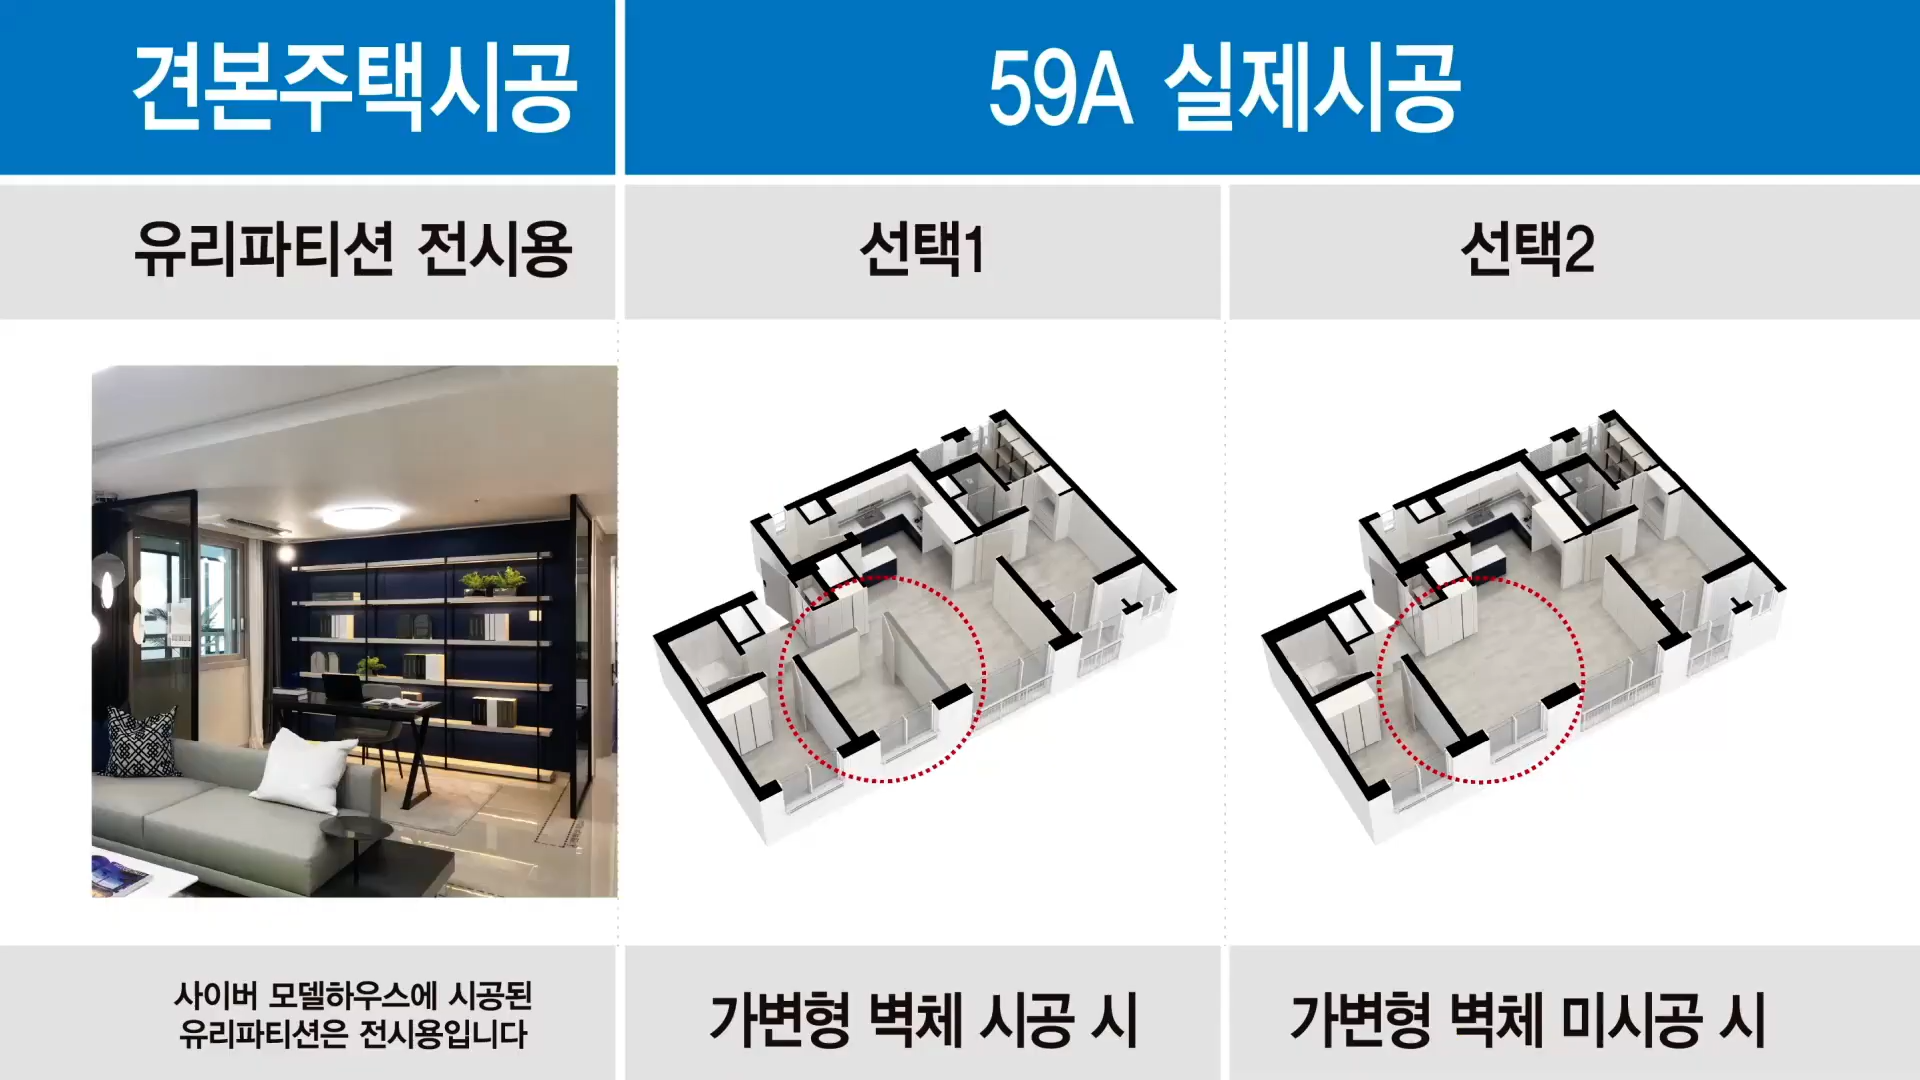 견본주택시공
59A 실제시공
유리파티션 전시용
선택1
선택2
사이버 모델하우스에 시공된
유리파티션은 전시용입니다
가변형 벽체 시공 시
가변형 벽체 미시공 시